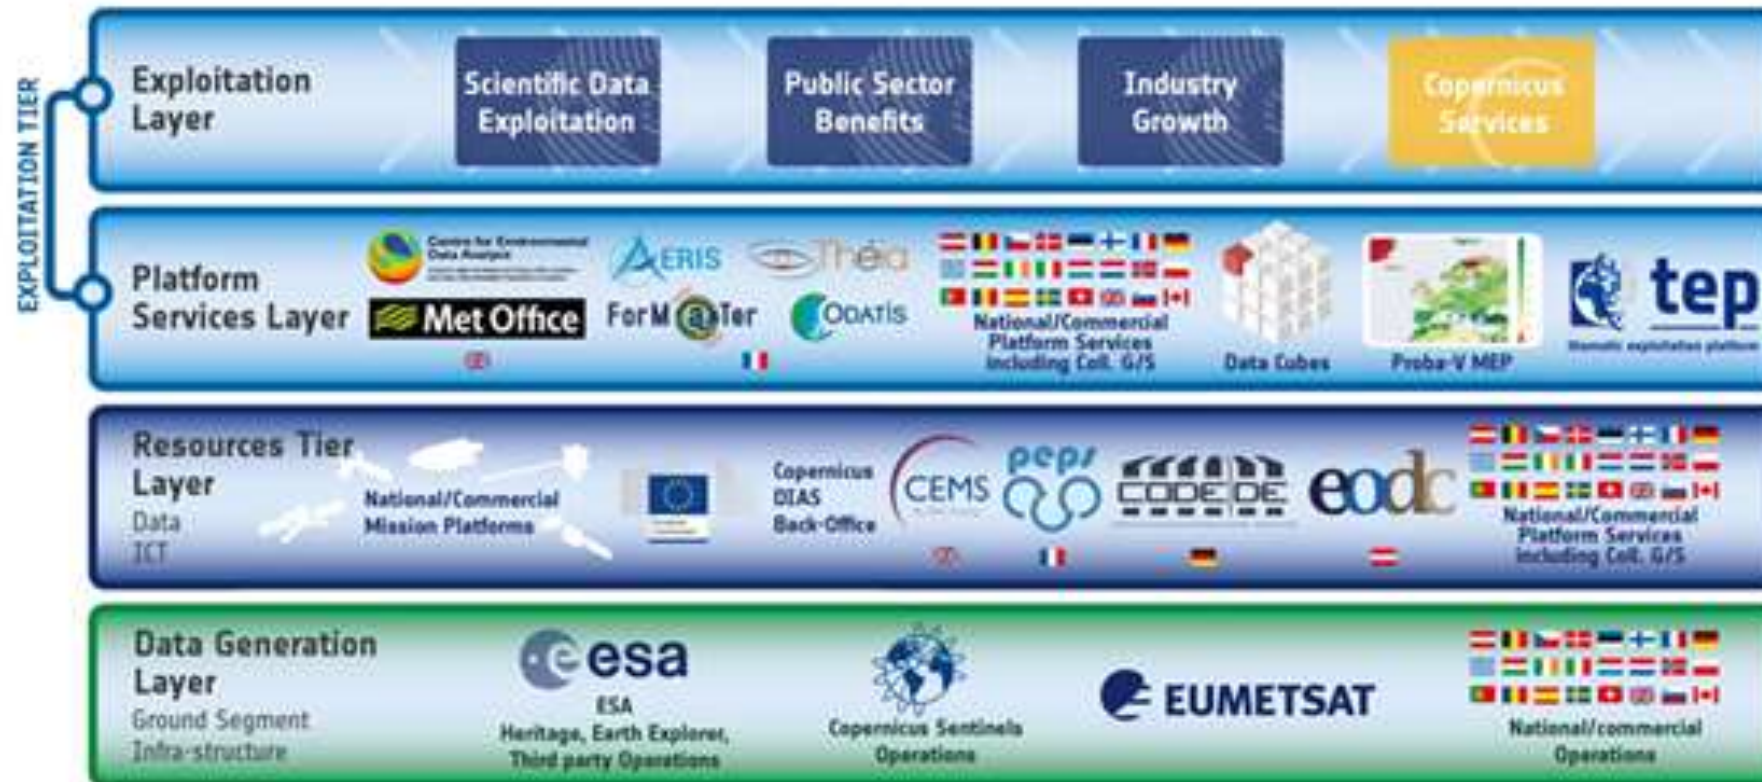 EXPLOITATION TIER
Exploitation
Layer
Scientific Data
Exploitation
Public Sector
Benefits
Industry
Growth
Copernicus
Services
Platform
Services Layer
Centre for Environmental
Data Analysis
Met Office
AERIS
Théia
ForM@Ter
ODATIS
National/Commercial
Platform Services
including Coll. G/S
Data Cubes
Proba-V MEP
tep
thematic exploitation platform
Resources Tier
Layer
Data
ICT
National/Commercial
Mission Platforms
Copernicus
DIAS
Back-Office
CEMS
peps
CODE DE
eodc
National/Commercial
Platform Services
including Coll. G/S
Data Generation
Layer
Ground Segment
Infra-structure
esa
ESA
Heritage, Earth Explorer,
Third party Operations
Copernicus Sentinels
Operations
EUMETSAT
National/commercial
Operations